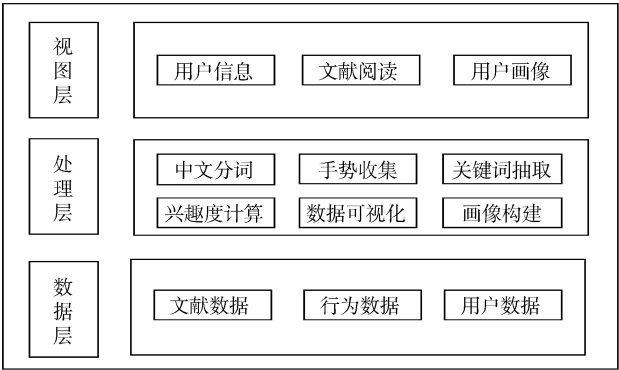 视图层
用户信息 文献阅读 用户画像
处理层
中文分词 手势收集 关键词抽取
兴趣度计算 数据可视化 画像构建
数据层
文献数据 行为数据 用户数据